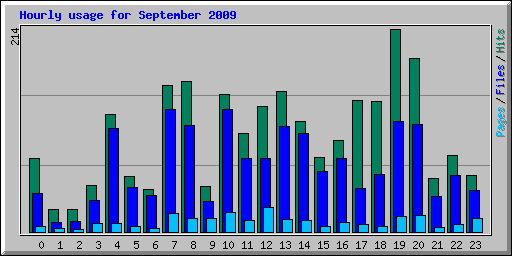 Hourly usage for September 2009
214
Pages/Files/Hits
0 1 2 3 4 5 6 7 8 9 10 11 12 13 14 15 16 17 18 19 20 21 22 23